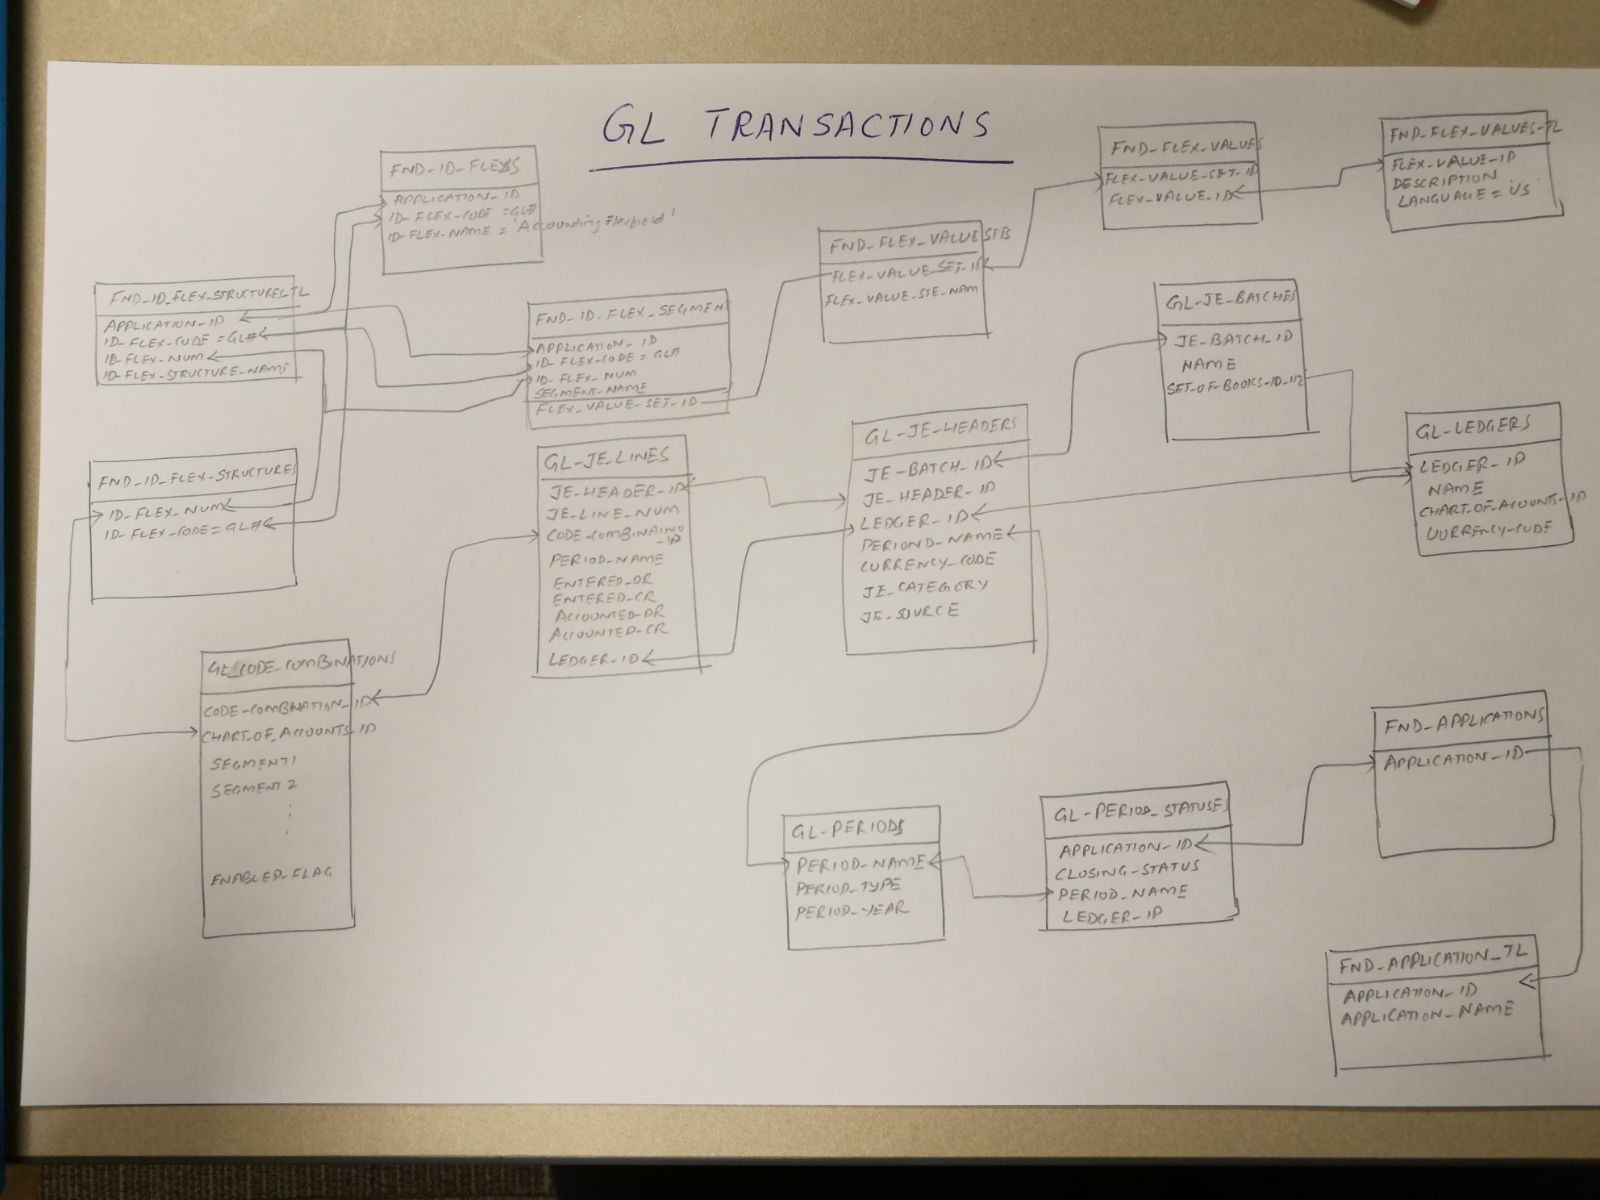 GL TRANSACTIONS
FND-ID-FLEXS
APPLICATION-ID
ID-FLEX-CODE = GL#
ID-FLEX-NAME = 'Accounting Flexfield'
FND-ID-FLEX-STRUCTURES-TL
APPLICATION-ID
ID-FLEX-CODE = GL#
ID-FLEX-NUM
ID-FLEX-STRUCTURE-NAME
FND-ID-FLEX-SEGMENT
APPLICATION-ID
ID-FLEX-CODE = GL#
ID-FLEX-NUM
SEGMENT-NAME
FLEX-VALUE-SET-ID
FND-FLEX-VALUE
FLEX-VALUE-SET-ID
FLEX-VALUE-STE-NAM
FND-FLEX-VALUES
FLEX-VALUE-SET-ID
FLEX-VALUE-ID
FND-FLEX-VALUES-TL
FLEX-VALUE-ID
DESCRIPTION
LANGUAGE = US
GL-JE-BATCHES
JE-BATCH-ID
NAME
SET-OF-BOOKS-ID-112
GL-LEDGERS
LEDGER-ID
NAME
CHART-OF-ACOUNTS-ID
CURRENCY-CODE
FND-ID-FLEX-STRUCTURES
ID-FLEX-NUM
ID-FLEX-CODE = GL#
GL-JE-LINES
JE-HEADER-ID
JE-LINE-NUM
CODE-COMBINAINO
-ID
PERIOD-NAME
ENTERED-DR
ENTERED-CR
ACCOUNTED-DR
ACCOUNTED-CR
LEDGER-ID
GL-JE-HEADERS
JE-BATCH-ID
JE-HEADER-ID
LEDGER-ID
PERIOND-NAME
CURRENCY-CODE
JE-CATEGORY
JE-SOURCE
GL-CODE-COMBINATIONS
CODE-COMBINATION-ID
CHART-OF-ACCOUNTS-ID
SEGMENT1
SEGMENT 2
ENABLED-FLAG
GL-PERIODS
PERIOD-NAME
PERIOD-TYPE
PERIOD-YEAR
GL-PERIOD-STATUSES
APPLICATION-ID
CLOSING-STATUS
PERIOD-NAME
LEDGER-ID
FND-APPLICATIONS
APPLICATION-ID
FND-APPLICATION-TL
APPLICATION-ID
APPLICATION-NAME